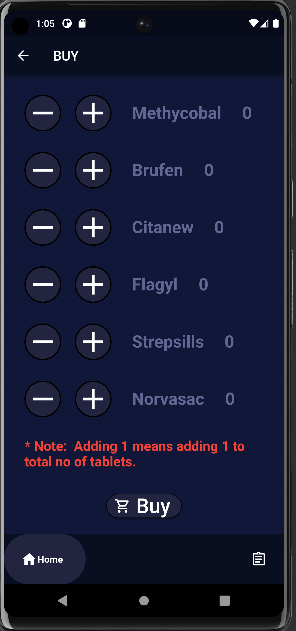 1:05
BUY
Methycobal 0
Brufen 0
Citanew 0
Flagyl 0
Strepsills 0
Norvasac 0
* Note: Adding 1 means adding 1 to
total no of tablets.
Buy
Home